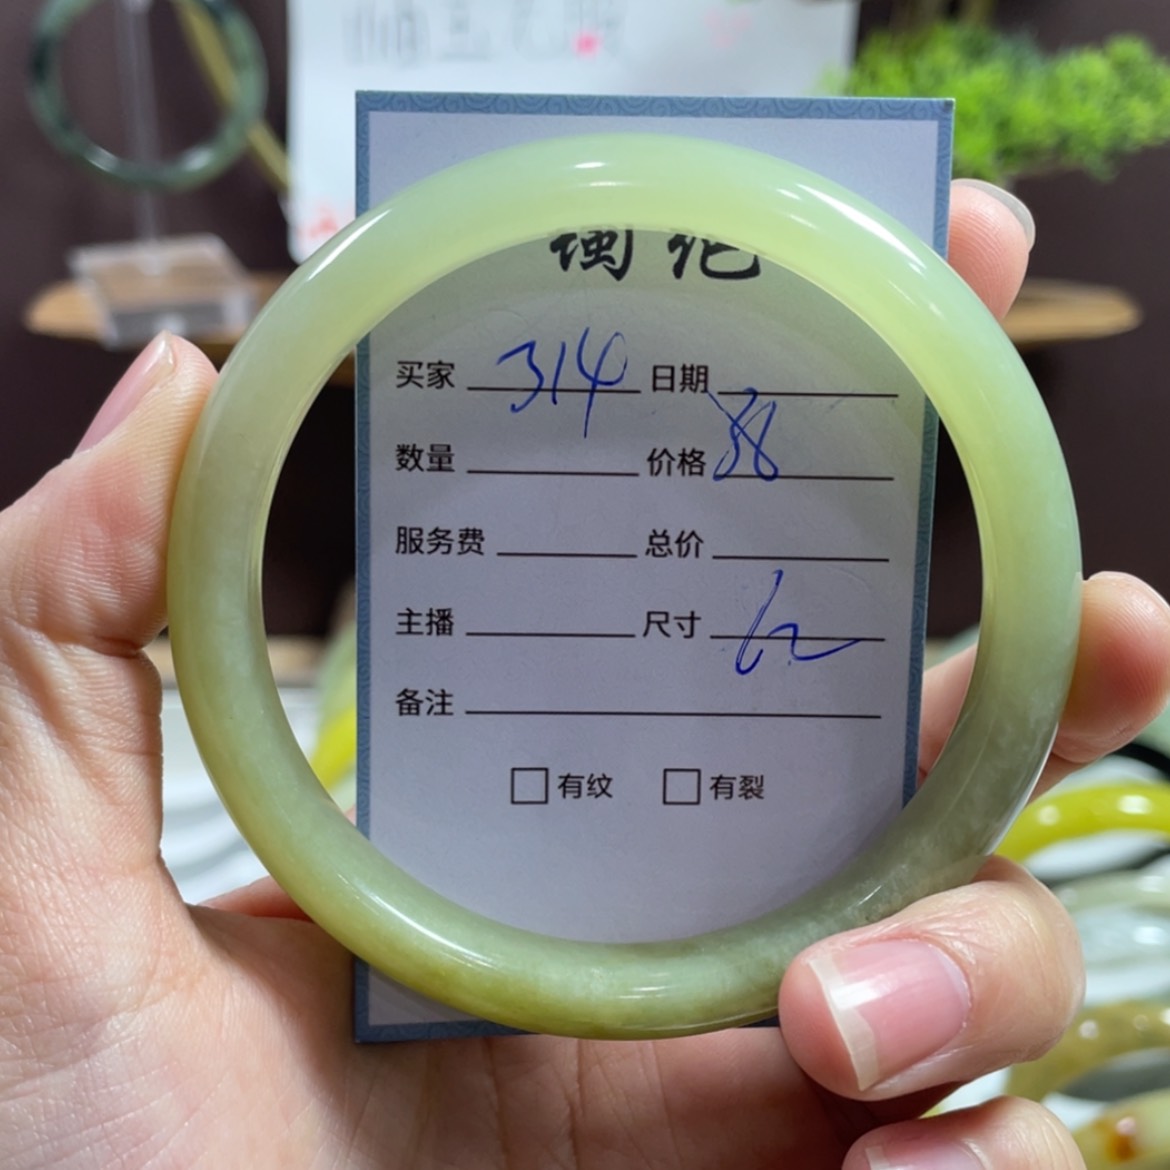 买家 314 日期
数量 价格 38
服务费 总价
主播 尺寸 62
备注
□ 有纹 □ 有裂